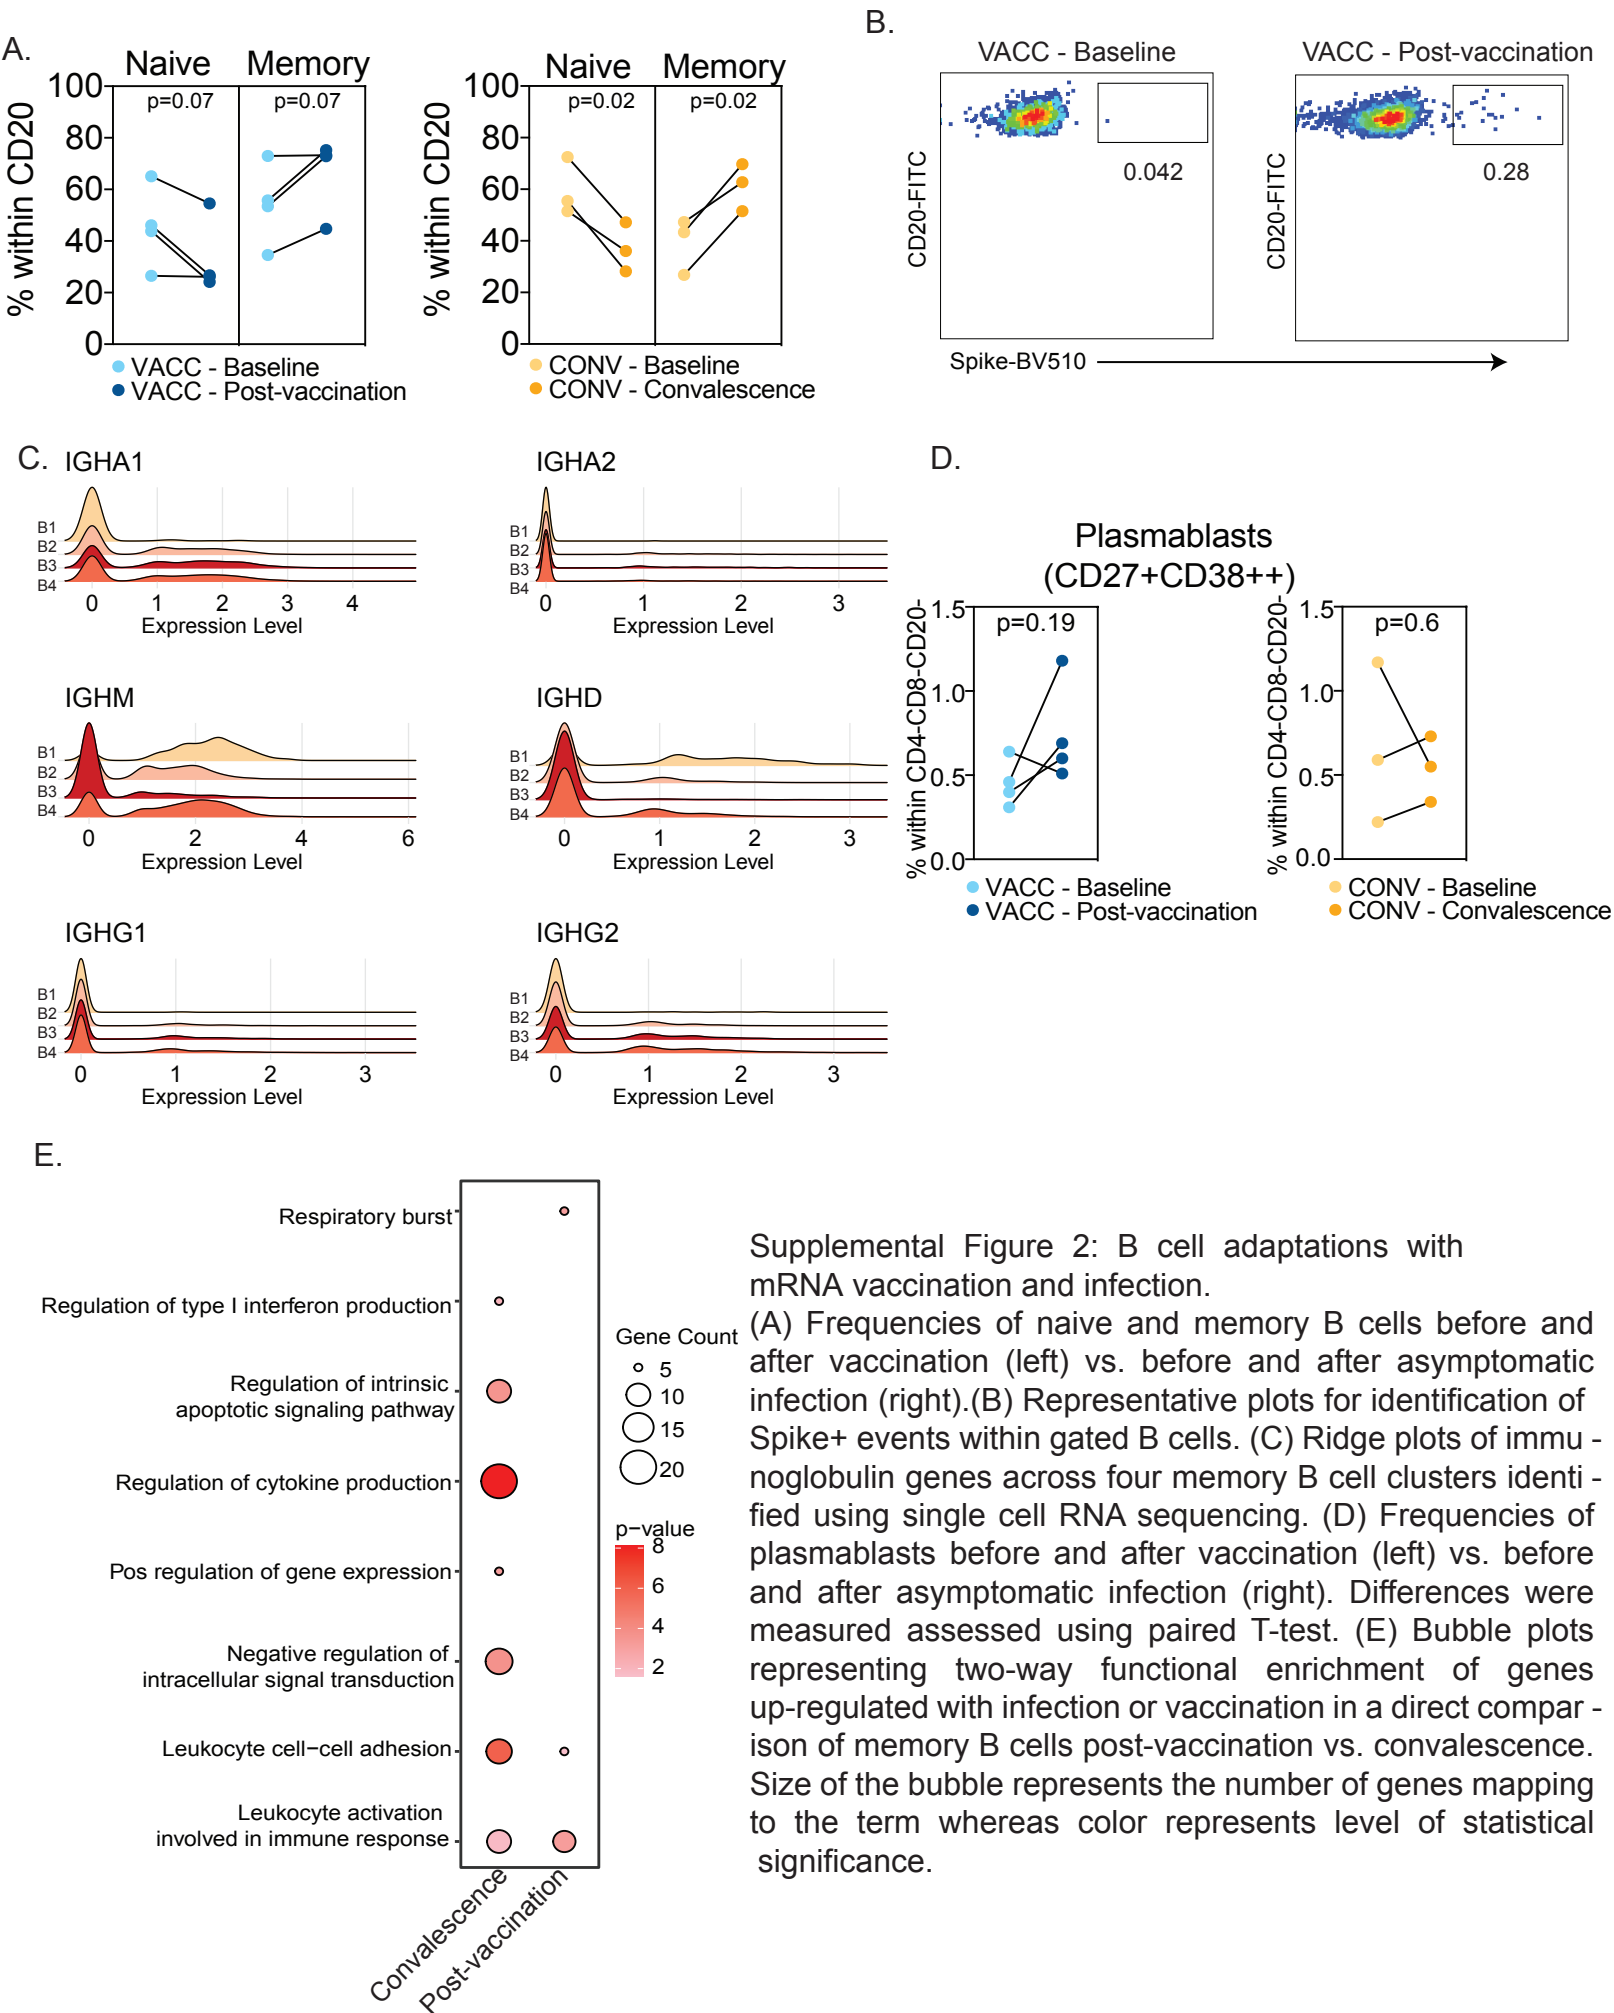 A.
Naive Memory
p=0.07 p=0.07
% within CD20
100
80
60
40
20
0
VACC - Baseline
VACC - Post-vaccination
Naive Memory
p=0.02 p=0.02
% within CD20
100
80
60
40
20
0
CONV - Baseline
CONV - Convalescence
B.
VACC - Baseline
VACC - Post-vaccination
CD20-FITC
0.042
CD20-FITC
0.28
Spike-BV510
C.
IGHA1
B1
B2
B3
B4
0 1 2 3 4
Expression Level
IGHA2
B1
B2
B3
B4
0 1 2 3
Expression Level
IGHM
B1
B2
B3
B4
0 2 4 6
Expression Level
IGHD
B1
B2
B3
B4
0 1 2 3
Expression Level
IGHG1
B1
B2
B3
B4
0 1 2 3
Expression Level
IGHG2
B1
B2
B3
B4
0 1 2 3
Expression Level
D.
Plasmablasts
(CD27+CD38++)
% within CD4-CD8-CD20-
1.5
1.0
0.5
0.0
p=0.19
VACC - Baseline
VACC - Post-vaccination
% within CD4-CD8-CD20-
1.5
1.0
0.5
0.0
p=0.6
CONV - Baseline
CONV - Convalescence
E.
Respiratory burst
Regulation of type I interferon production
Regulation of intrinsic
apoptotic signaling pathway
Regulation of cytokine production
Pos regulation of gene expression
Negative regulation of
intracellular signal transduction
Leukocyte cell−cell adhesion
Leukocyte activation
involved in immune response
Convalescence
Post-vaccination
Gene Count
5
10
15
20
p−value
8
6
4
2
Supplemental Figure 2: B cell adaptations with
mRNA vaccination and infection.
(A) Frequencies of naive and memory B cells before and
after vaccination (left) vs. before and after asymptomatic
infection (right).(B) Representative plots for identification of
Spike+ events within gated B cells. (C) Ridge plots of immu -
noglobulin genes across four memory B cell clusters identi -
fied using single cell RNA sequencing. (D) Frequencies of
plasmablasts before and after vaccination (left) vs. before
and after asymptomatic infection (right). Differences were
measured assessed using paired T-test. (E) Bubble plots
representing two-way functional enrichment of genes
up-regulated with infection or vaccination in a direct compar -
ison of memory B cells post-vaccination vs. convalescence.
Size of the bubble represents the number of genes mapping
to the term whereas color represents level of statistical
significance.